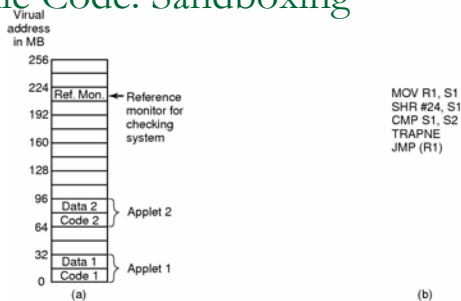 Code: Sandboxing
Virual
address
in MB
256
224
Ref. Mon.
Reference
monitor for
checking
system
192
160
128
96
Data 2
Code 2
Applet 2
64
32
Data 1
Code 1
Applet 1
0
(a)
MOV R1, S1
SHR #24, S1
CMP S1, S2
TRAPNE
JMP (R1)
(b)